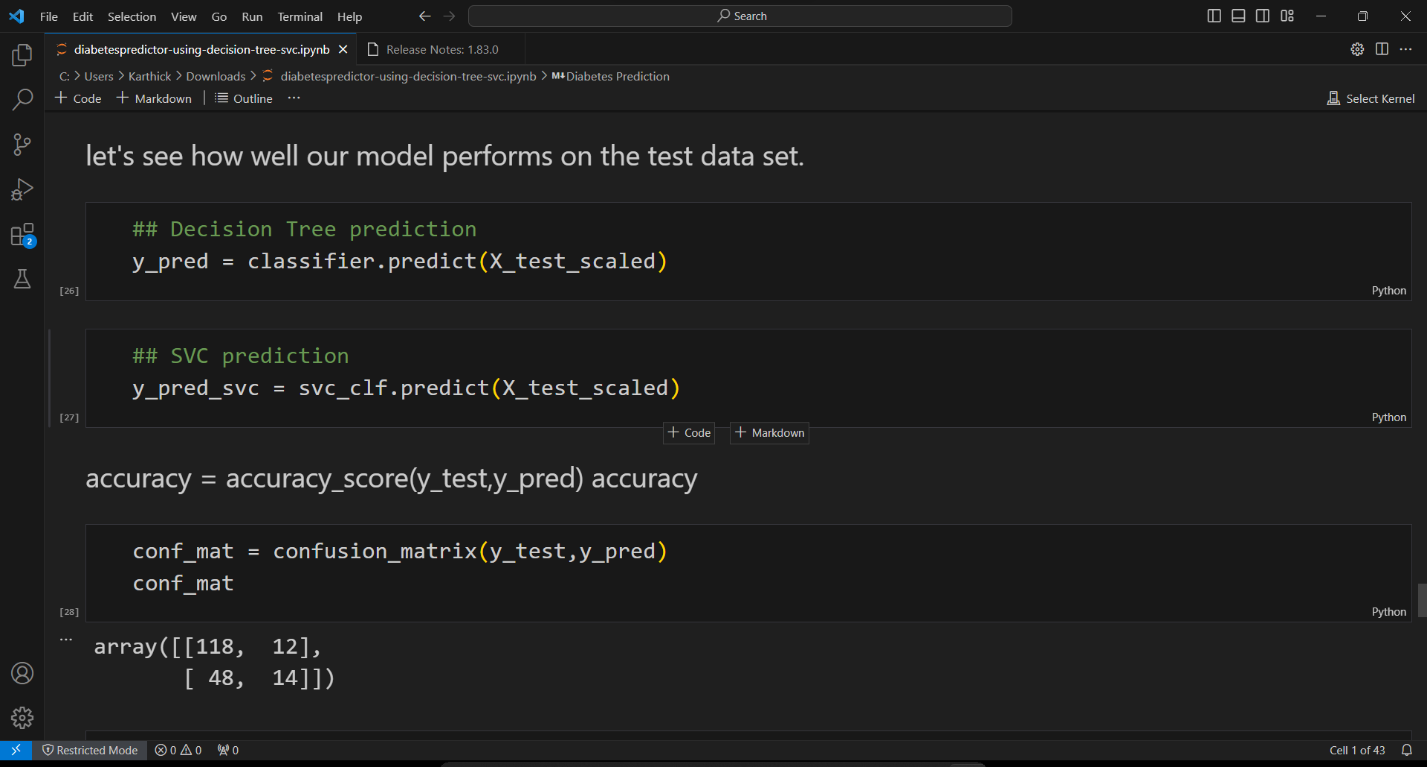 File Edit Selection View Go Run Terminal Help Search
diabetespredictor-using-decision-tree-svc.ipynb Release Notes: 1.83.0
C: > Users > Karthick > Downloads > diabetespredictor-using-decision-tree-svc.ipynb > M↓Diabetes Prediction
+ Code + Markdown Outline ... Select Kernel
let's see how well our model performs on the test data set.
## Decision Tree prediction
y_pred = classifier.predict(X_test_scaled)
[26] Python
## SVC prediction
y_pred_svc = svc_clf.predict(X_test_scaled)
[27] Python
+ Code + Markdown
accuracy = accuracy_score(y_test,y_pred) accuracy
conf_mat = confusion_matrix(y_test,y_pred)
conf_mat
[28] Python
... array([[118, 12],
[ 48, 14]])
2
Restricted Mode 0 0 0 Cell 1 of 43